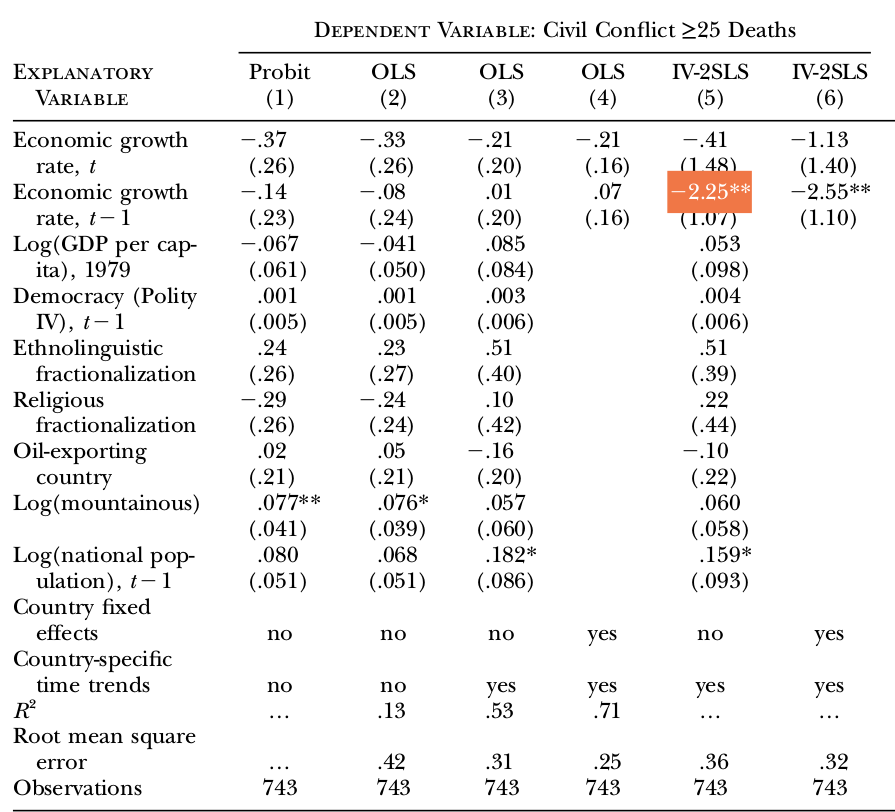 DEPENDENT VARIABLE: Civil Conflict ≥25 Deaths
EXPLANATORY Probit OLS OLS OLS IV-2SLS IV-2SLS
VARIABLE (1) (2) (3) (4) (5) (6)
Economic growth −.37 −.33 −.21 −.21 −.41 −1.13
rate, t (.26) (.26) (.20) (.16) (1.48) (1.40)
Economic growth −.14 −.08 .01 .07 −2.25** −2.55**
rate, t−1 (.23) (.24) (.20) (.16) (1.07) (1.10)
Log(GDP per cap- −.067 −.041 .085 .053
ita), 1979 (.061) (.050) (.084) (.098)
Democracy (Polity .001 .001 .003 .004
IV), t−1 (.005) (.005) (.006) (.006)
Ethnolinguistic .24 .23 .51 .51
fractionalization (.26) (.27) (.40) (.39)
Religious −.29 −.24 .10 .22
fractionalization (.26) (.24) (.42) (.44)
Oil-exporting .02 .05 −.16 −.10
country (.21) (.21) (.20) (.22)
Log(mountainous) .077** .076* .057 .060
(.041) (.039) (.060) (.058)
Log(national pop- .080 .068 .182* .159*
ulation), t−1 (.051) (.051) (.086) (.093)
Country fixed
effects no no no yes no yes
Country-specific
time trends no no yes yes yes yes
R² ... .13 .53 .71 ... ...
Root mean square
error ... .42 .31 .25 .36 .32
Observations 743 743 743 743 743 743